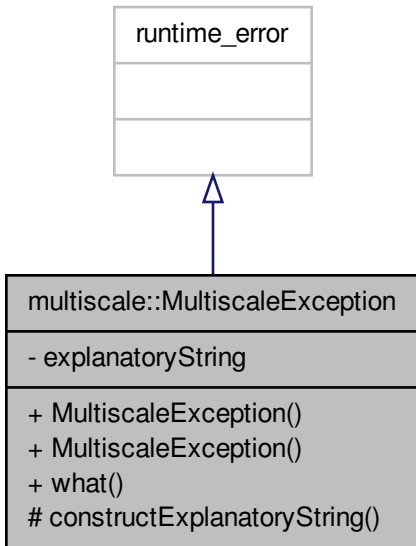 runtime_error
multiscale::MultiscaleException
- explanatoryString
+ MultiscaleException()
+ MultiscaleException()
+ what()
# constructExplanatoryString()